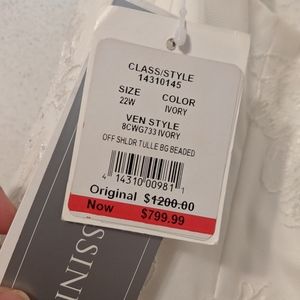 CLASS/STYLE
14310145
SIZE COLOR
22W IVORY
VEN STYLE
8CWG733 IVORY
OFF SHLDR TULLE BG BEADED
4 14310 00981 1
Original $1200.00
Now $799.99
SSINI